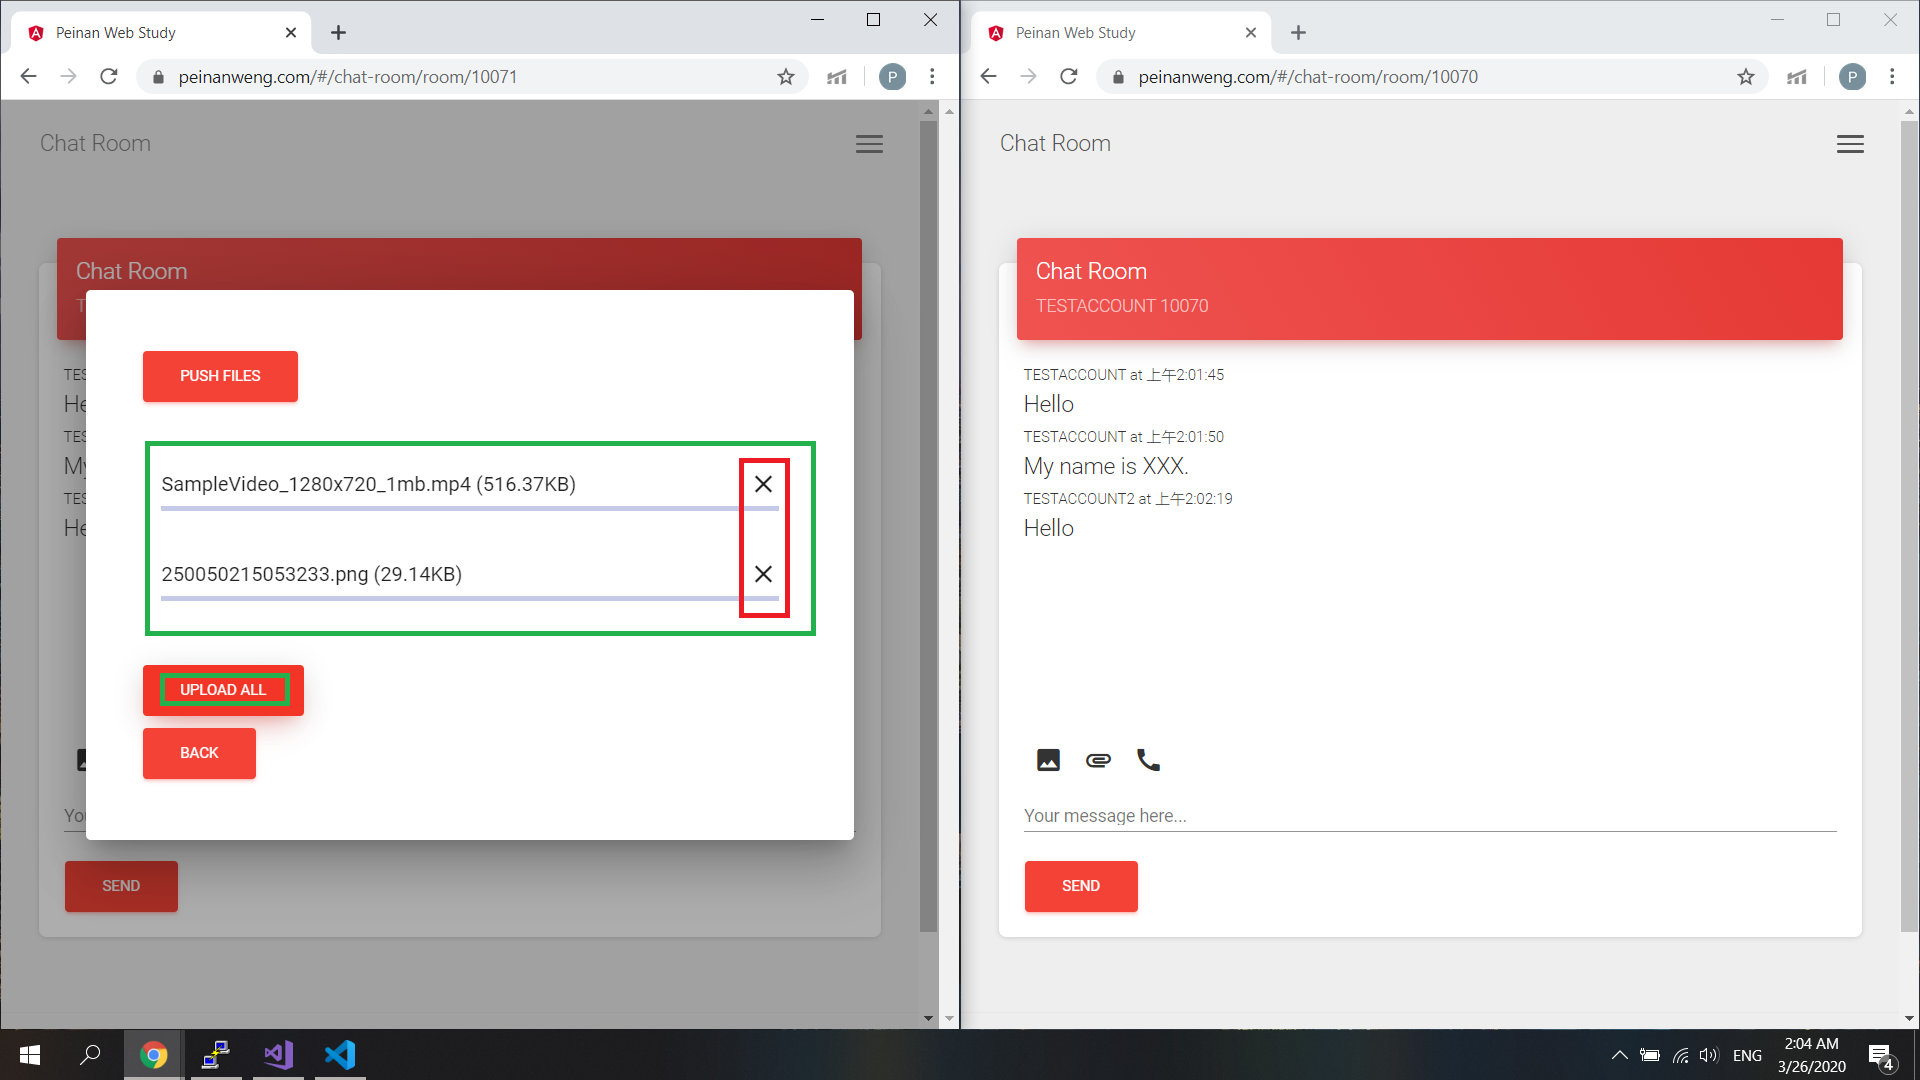 Peinan Web Study
peinanweng.com/#/chat-room/room/10071
P
Chat Room
Chat Room
T
PUSH FILES
TES
He
SampleVideo_1280x720_1mb.mp4 (516.37KB)
TES
My
TES
He
250050215053233.png (29.14KB)
UPLOAD ALL
BACK
You
SEND
Peinan Web Study
peinanweng.com/#/chat-room/room/10070
P
Chat Room
Chat Room
TESTACCOUNT 10070
TESTACCOUNT at 上午2:01:45
Hello
TESTACCOUNT at 上午2:01:50
My name is XXX.
TESTACCOUNT2 at 上午2:02:19
Hello
Your message here...
SEND
ENG
2:04 AM
3/26/2020
4